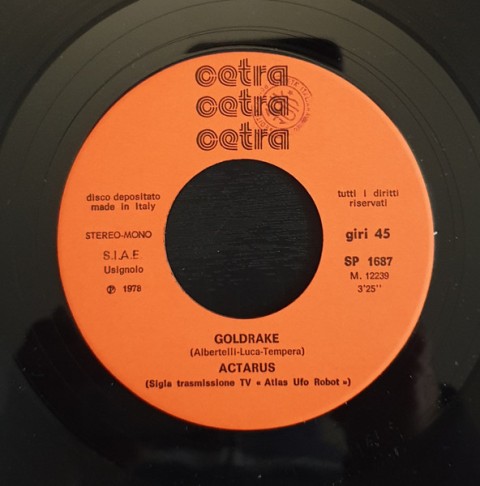 cetra
cetra
cetra
disco depositato
made in Italy
tutti i diritti
riservati
STEREO-MONO
giri 45
S.I.A.E.
Usignolo
SP 1687
M. 12239
℗ 1978
3'25''
GOLDRAKE
(Albertelli-Luca-Tempera)
ACTARUS
(Sigla trasmissione TV « Atlas Ufo Robot »)